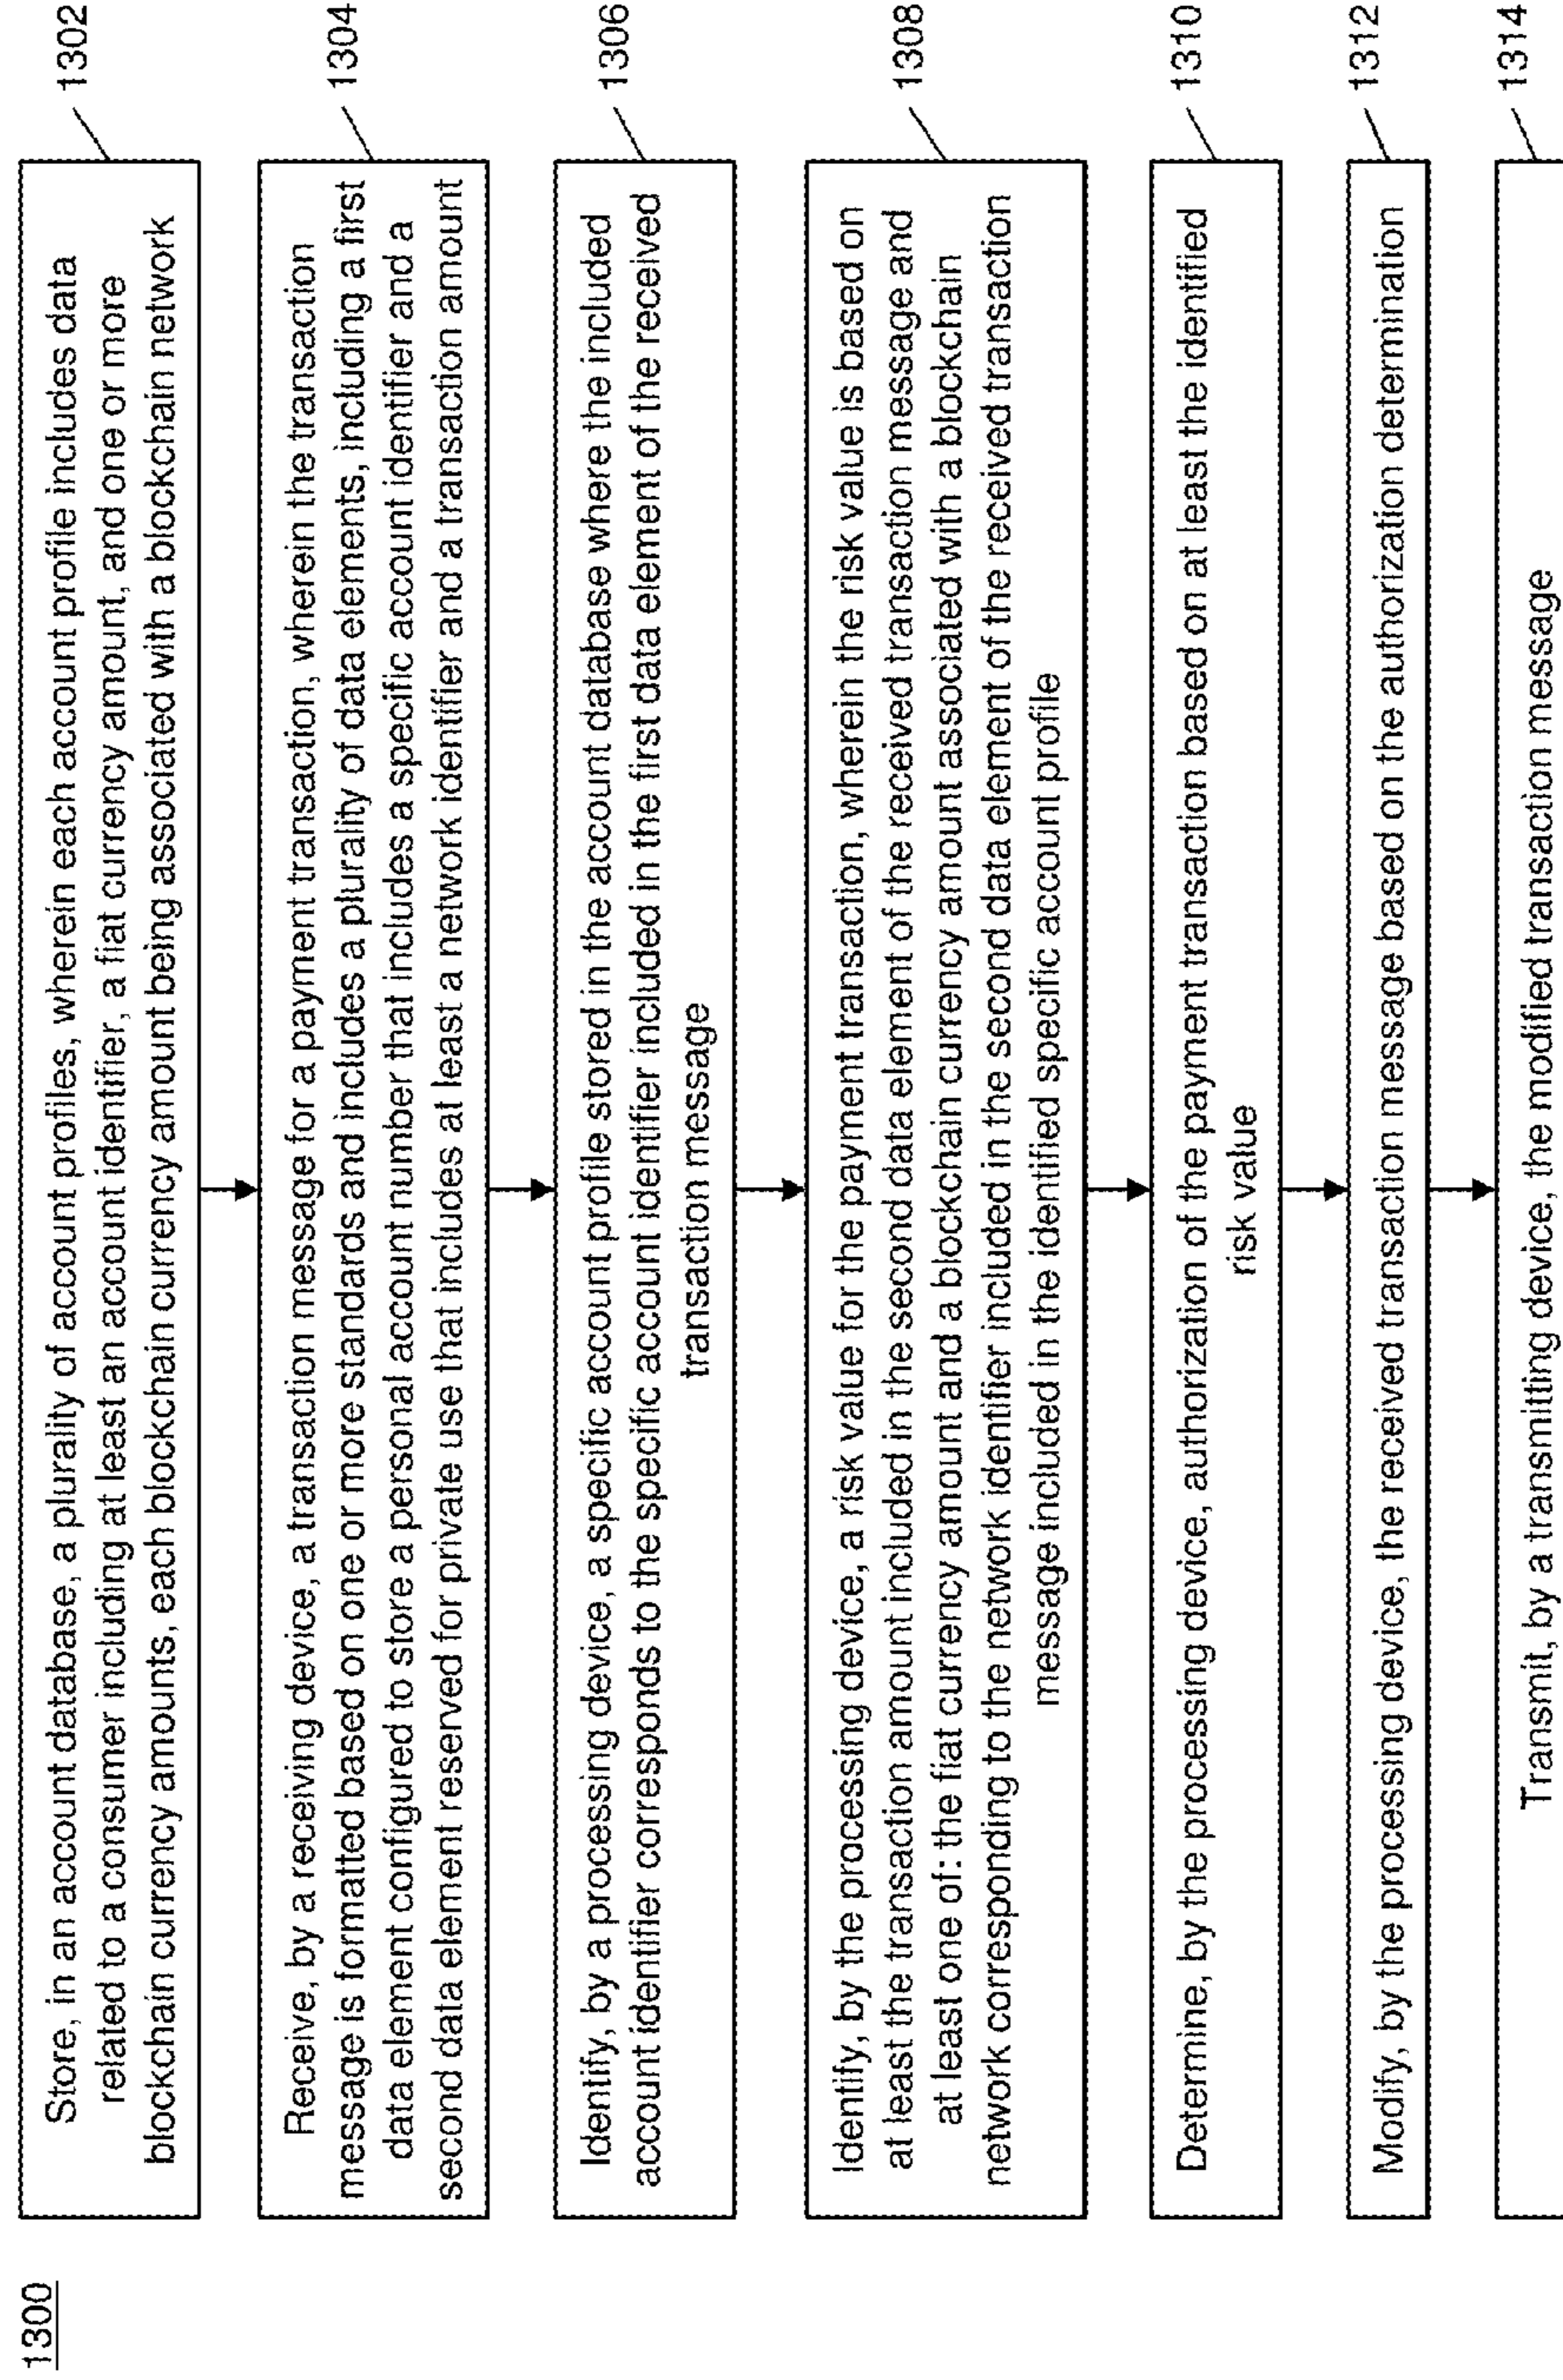 1300
Store, in an account database, a plurality of account profiles, wherein each account profile includes data
related to a consumer including at least an account identifier, a fiat currency amount, and one or more
blockchain currency amounts, each blockchain currency amount being associated with a blockchain network
1302
Receive, by a receiving device, a transaction message for a payment transaction, wherein the transaction
message is formatted based on one or more standards and includes a plurality of data elements, including a first
data element configured to store a personal account number that includes a specific account identifier and a
second data element reserved for private use that includes at least a network identifier and a transaction amount
1304
Identify, by a processing device, a specific account profile stored in the account database where the included
account identifier corresponds to the specific account identifier included in the first data element of the received
transaction message
1306
Identify, by the processing device, a risk value for the payment transaction, wherein the risk value is based on
at least the transaction amount included in the second data element of the received transaction message and
at least one of: the fiat currency amount and a blockchain currency amount associated with a blockchain
network corresponding to the network identifier included in the second data element of the received transaction
message included in the identified specific account profile
1308
Determine, by the processing device, authorization of the payment transaction based on at least the identified
risk value
1310
Modify, by the processing device, the received transaction message based on the authorization determination
1312
Transmit, by a transmitting device, the modified transaction message
1314